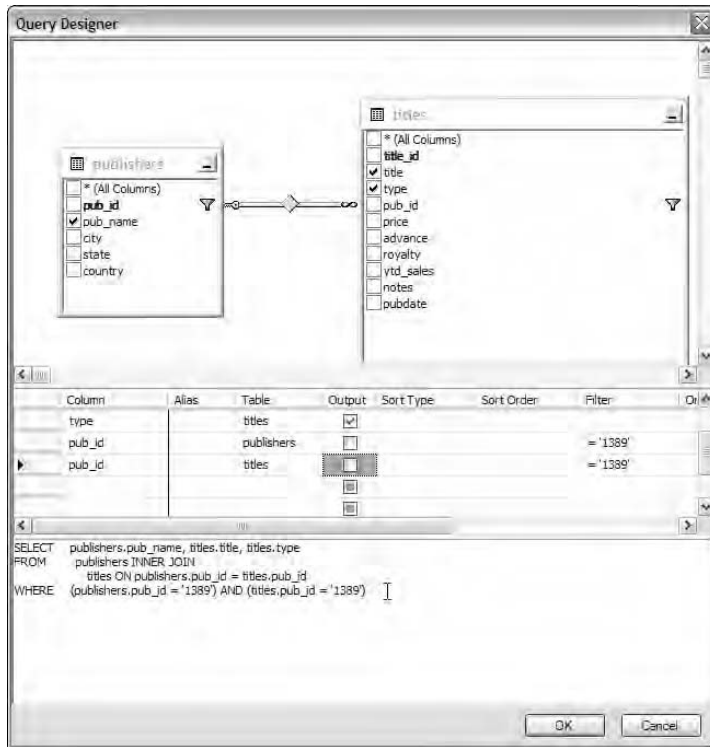 Query Designer
publishers
* (All Columns)
pub_id
pub_name
city
state
country
titles
* (All Columns)
title_id
title
type
pub_id
price
advance
royalty
ytd_sales
notes
pubdate
Column Alias Table Output Sort Type Sort Order Filter Or
type titles
pub_id publishers = '1389'
pub_id titles = '1389'
SELECT publishers.pub_name, titles.title, titles.type
FROM publishers INNER JOIN
titles ON publishers.pub_id = titles.pub_id
WHERE (publishers.pub_id = '1389') AND (titles.pub_id = '1389')
OK Cancel